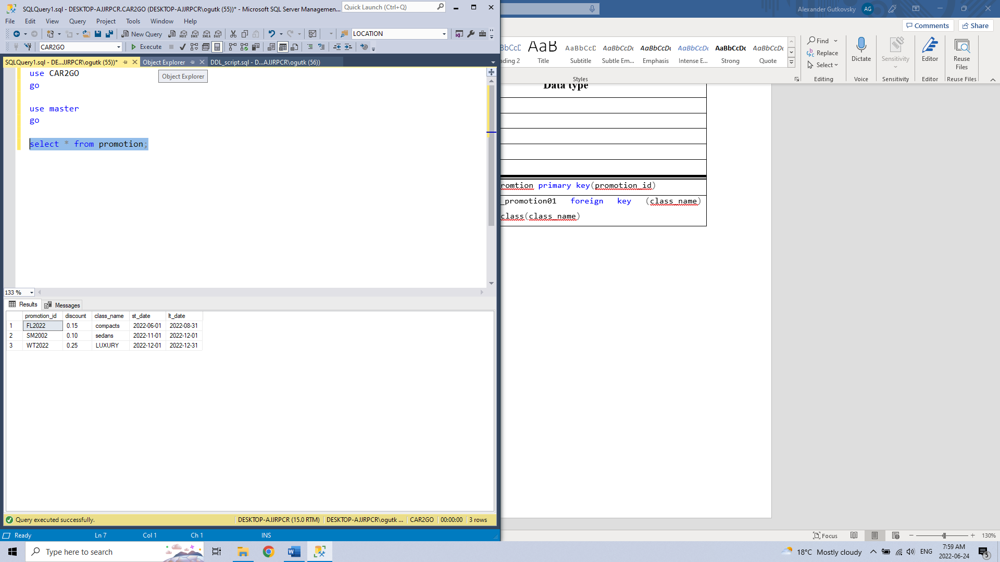 SQLQuery1.sql - DESKTOP-AJJRPCR.CAR2GO (DESKTOP-AJJRPCR\ogutk (55))* - Microsoft SQL Server Managemen...
Quick Launch (Ctrl+Q)
File Edit View Query Project Tools Window Help
New Query
LOCATION
CAR2GO
Execute
SQLQuery1.sql - DE...JJRPCR\ogutk (55))*
Object Explorer
DDL_script.sql - D...AJJRPCR\ogutk (56))
Object Explorer
use CAR2GO
go
use master
go
select * from promotion;
133 %
Results
Messages
promotion_id discount class_name st_date lt_date
1 FL2022 0.15 compacts 2022-06-01 2022-08-31
2 SM2002 0.10 sedans 2022-11-01 2022-12-01
3 WT2022 0.25 LUXURY 2022-12-01 2022-12-31
Query executed successfully.
DESKTOP-AJJRPCR (15.0 RTM)
DESKTOP-AJJRPCR\ogutk ...
CAR2GO
00:00:00
3 rows
Ready
Ln 7
Col 1
Ch 1
INS
Alexander Gutkovsky
AG
Comments
Share
AaBbCcD AaB AaBbCcD AaBbCcDc AaBbCcDc AaBbCcDc AaBbCcDc AaBbCcDc
ading 2 Title Subtitle Subtle Em... Emphasis Intense E... Strong Quote
Styles
Find
Replace
Select
Editing
Dictate
Voice
Sensitivity
Sensitivity
Editor
Editor
Reuse
Files
Reuse Files
Data type
romtion primary key(promotion_id)
_promotion01 foreign key (class_name)
class(class_name)
Focus
130%
Type here to search
18°C Mostly cloudy
ENG
7:59 AM
2022-06-24
5